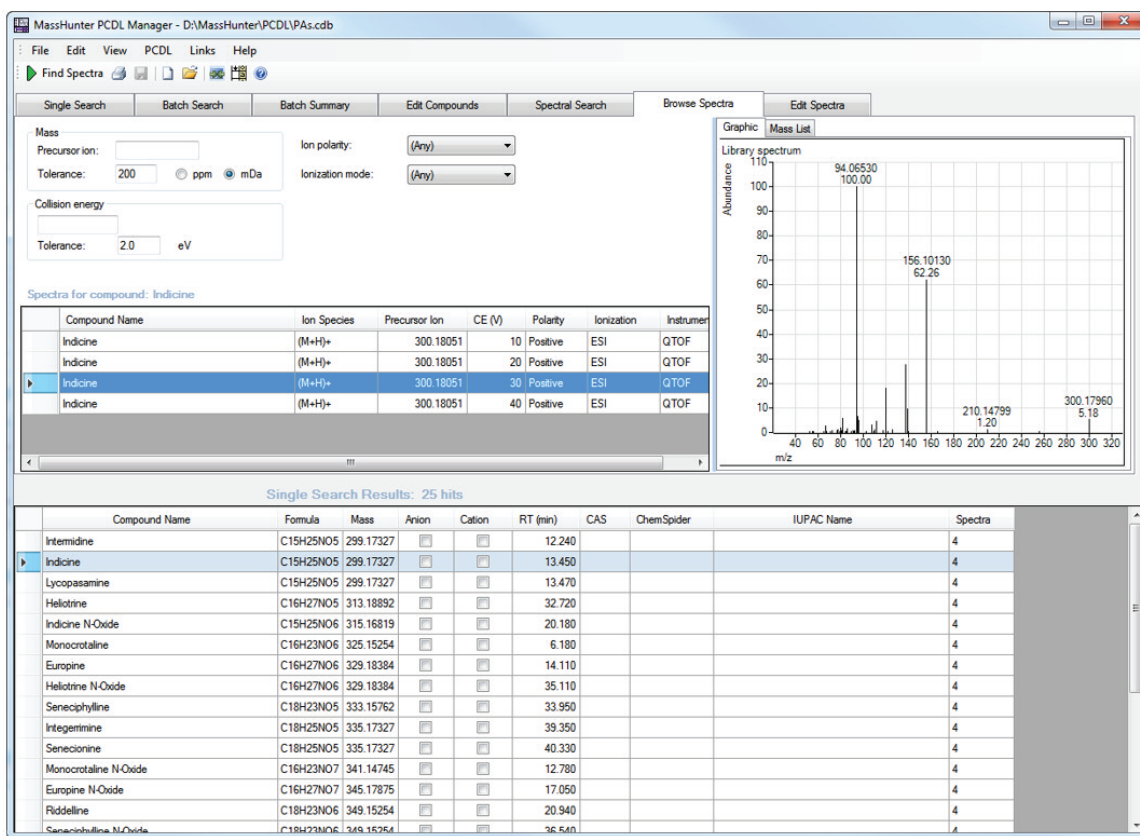 MassHunter PCDL Manager - D:\MassHunter\PCDL\PAs.cdb
File Edit View PCDL Links Help
Find Spectra
Single Search Batch Search Batch Summary Edit Compounds Spectral Search Browse Spectra Edit Spectra
Mass
Precursor ion:
Tolerance: 200 ppm mDa
Ion polarity: (Any)
Ionization mode: (Any)
Collision energy
Tolerance: 2.0 eV
Graphic Mass List
Library spectrum
Abundance
110
100
90
80
70
60
50
40
30
20
10
0
94.06530
100.00
156.10130
62.26
210.14799
1.20
300.17960
5.18
40 60 80 100 120 140 160 180 200 220 240 260 280 300 320
m/z
Spectra for compound: Indicine
Compound Name Ion Species Precursor Ion CE (V) Polarity Ionization Instrumen
Indicine (M+H)+ 300.18051 10 Positive ESI QTOF
Indicine (M+H)+ 300.18051 20 Positive ESI QTOF
Indicine (M+H)+ 300.18051 30 Positive ESI QTOF
Indicine (M+H)+ 300.18051 40 Positive ESI QTOF
Single Search Results: 25 hits
Compound Name Formula Mass Anion Cation RT (min) CAS ChemSpider IUPAC Name Spectra
Intermidine C15H25NO5 299.17327 12.240 4
Indicine C15H25NO5 299.17327 13.450 4
Lycopasamine C15H25NO5 299.17327 13.470 4
Heliotrine C16H27NO5 313.18892 32.720 4
Indicine N-Oxide C15H25NO6 315.16819 20.180 4
Monocrotaline C16H23NO6 325.15254 6.180 4
Europine C16H27NO6 329.18384 14.110 4
Heliotrine N-Oxide C16H27NO6 329.18384 35.110 4
Seneciphylline C18H23NO5 333.15762 33.950 4
Integerrimine C18H25NO5 335.17327 39.350 4
Senecionine C18H25NO5 335.17327 40.330 4
Monocrotaline N-Oxide C16H23NO7 341.14745 12.780 4
Europine N-Oxide C16H27NO7 345.17875 17.050 4
Riddelline C18H23NO6 349.15254 20.940 4
Seneciphylline N-Oxide C18H23NO6 349.15254 36.540 4